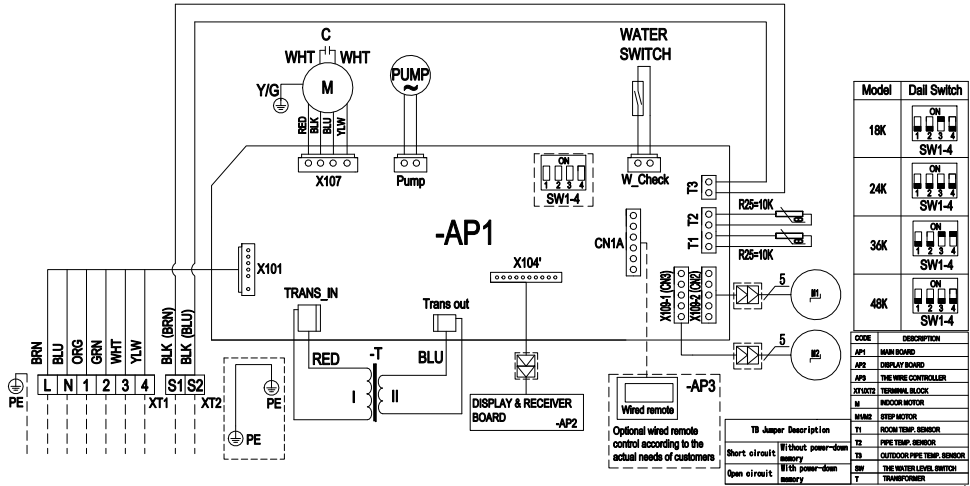 C
WHT WHT
Y/G
M
RED
BLK
BLU
YLW
X107
PUMP
~
Pump
WATER
SWITCH
W_Check
ON
1 2 3 4
SW1-4
-AP1
T3
T2
T1
R25=10K
R25=10K
CN1A
X109-1 (CN3)
X109-2 (CN2)
5
M1
5
M2
X101
X104'
TRANS_IN
Trans out
RED
-T
BLU
I
II
BRN
BLU
ORG
GRN
WHT
YLW
BLK (BRN)
BLK (BLU)
L N 1 2 3 4
XT1
S1 S2
XT2
PE
PE
PE
DISPLAY & RECEIVER
BOARD
-AP2
-AP3
Wired remote
Optional wired remote
control according to the
actual needs of customers
Model Dail Switch
18K
ON
1 2 3 4
SW1-4
24K
ON
1 2 3 4
SW1-4
36K
ON
1 2 3 4
SW1-4
48K
ON
1 2 3 4
SW1-4
CODE DESCRIPTION
AP1 MAIN BOARD
AP2 DISPLAY BOARD
AP3 THE WIRE CONTROLLER
XT1/XT2 TERMINAL BLOCK
M INDOOR MOTOR
M1/M2 STEP MOTOR
T1 ROOM TEMP. SENSOR
T2 PIPE TEMP. SENSOR
T3 OUTDOOR PIPE TEMP. SENSOR
SW THE WATER LEVEL SWITCH
T TRANSFORMER
TB Jumper Description
Short circuit Without power-down
memory
Open circuit With power-down
memory